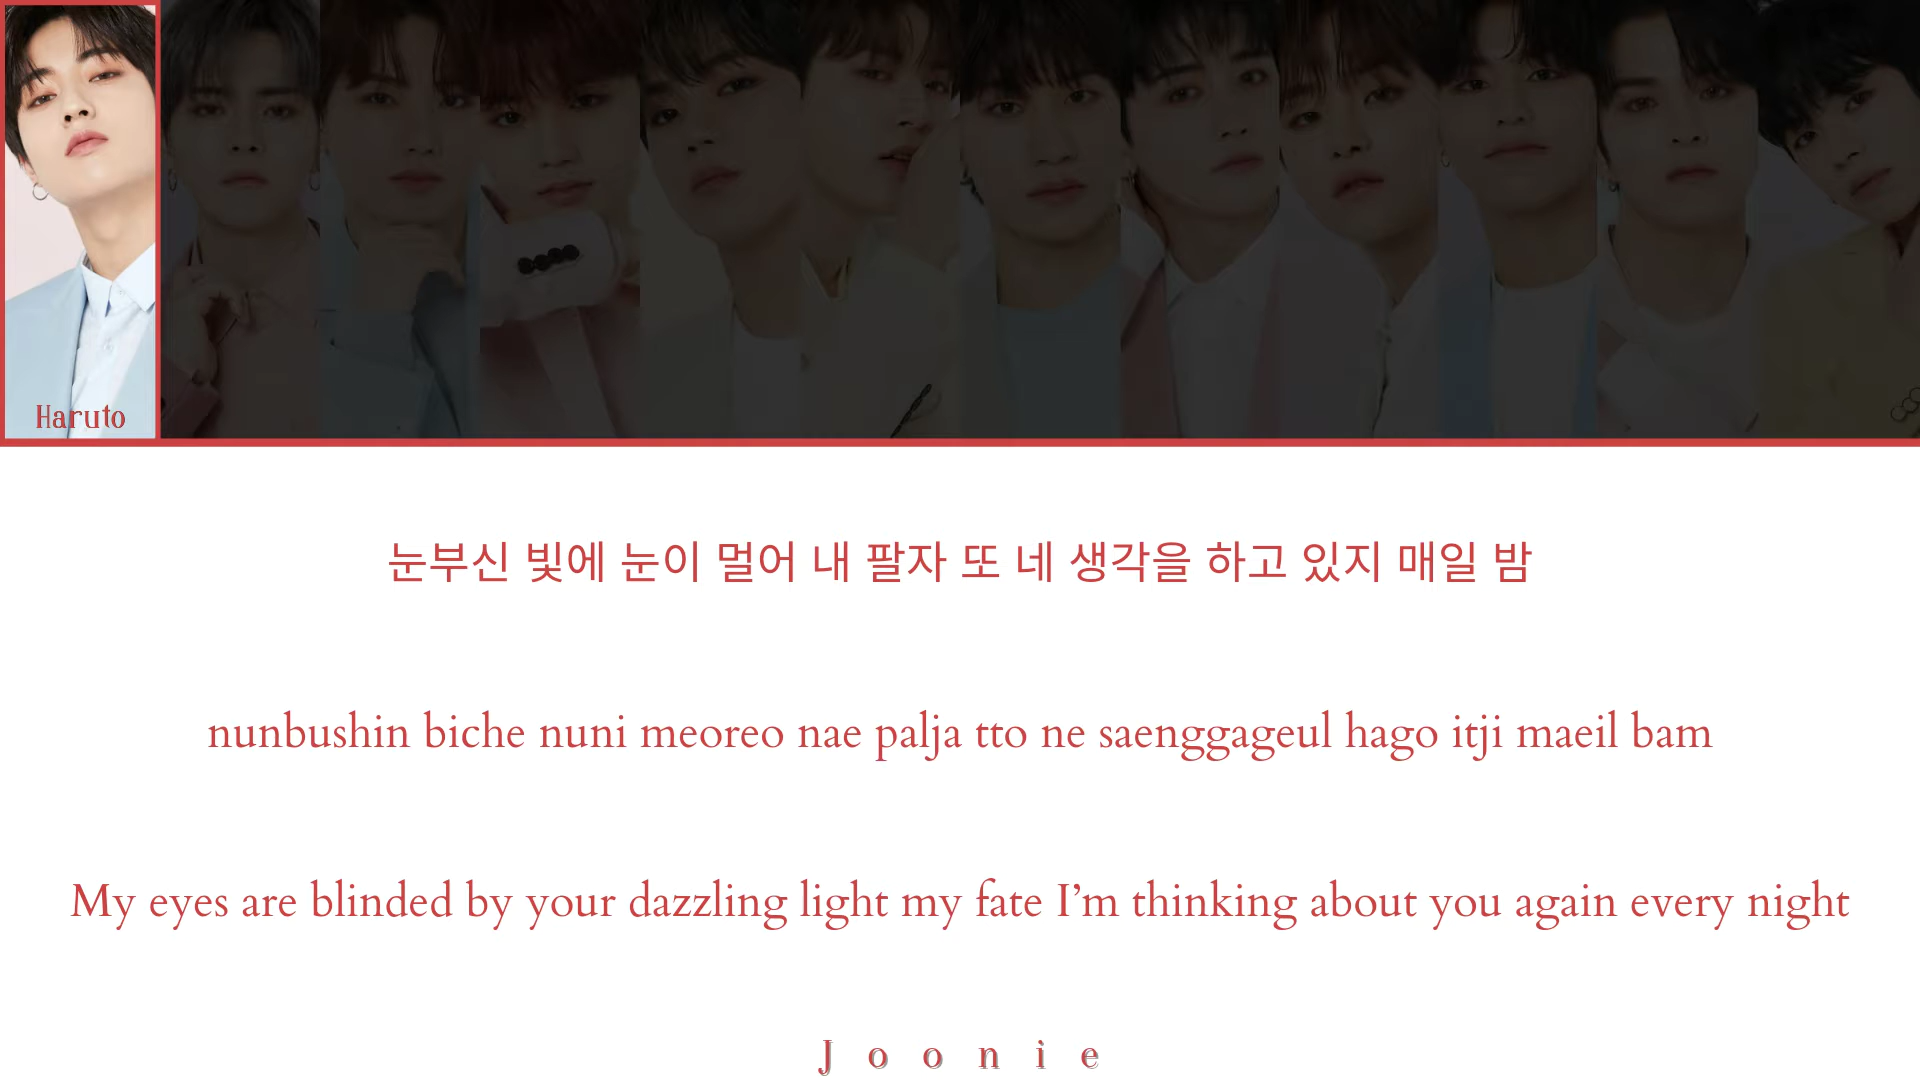 Haruto
눈부신 빛에 눈이 멀어 내 팔자 또 네 생각을 하고 있지 매일 밤
nunbushin biche nuni meoreo nae palja tto ne saenggageul hago itji maeil bam
My eyes are blinded by your dazzling light my fate I’m thinking about you again every night
Joonie